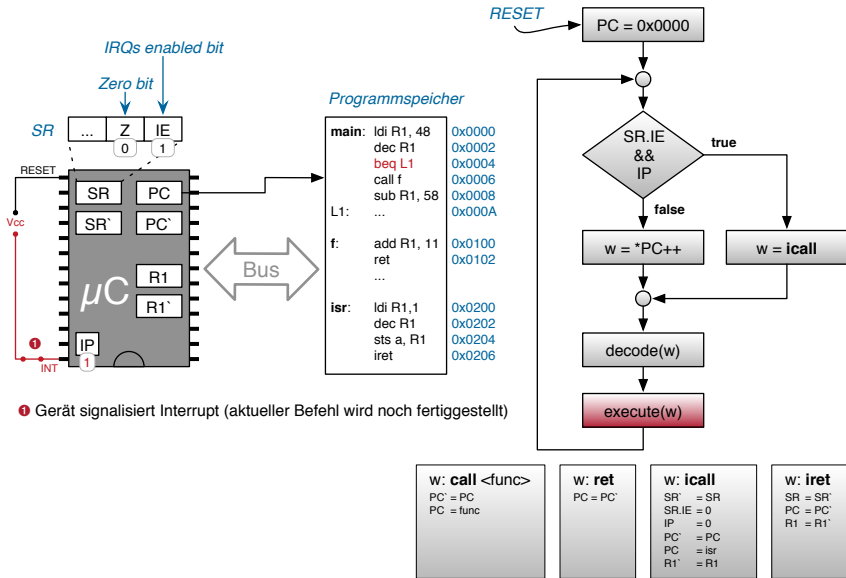 IRQs enabled bit
Zero bit
SR
... Z IE
0 1
RESET
Vcc
SR PC
SR` PC`
R1
R1`
µC
IP
1
INT
❶
Bus
Programmspeicher
main: ldi R1, 48 0x0000
dec R1 0x0002
beq L1 0x0004
call f 0x0006
sub R1, 58 0x0008
L1: ... 0x000A
f: add R1, 11 0x0100
ret 0x0102
...
isr: ldi R1,1 0x0200
dec R1 0x0202
sts a, R1 0x0204
iret 0x0206
❶ Gerät signalisiert Interrupt (aktueller Befehl wird noch fertiggestellt)
RESET
PC = 0x0000
SR.IE
&&
IP
true
false
w = *PC++
w = icall
decode(w)
execute(w)
w: call <func>
PC` = PC
PC = func
w: ret
PC = PC`
w: icall
SR` = SR
SR.IE = 0
IP = 0
PC` = PC
PC = isr
R1` = R1
w: iret
SR = SR`
PC = PC`
R1 = R1`